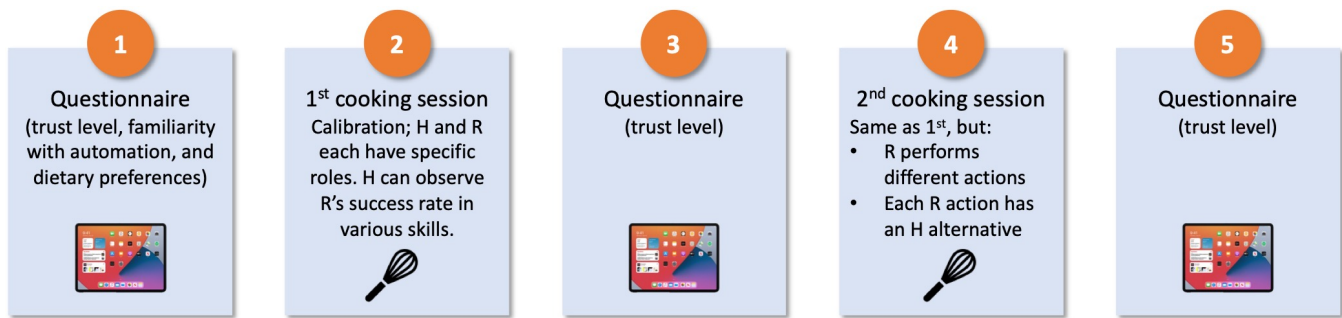 1
Questionnaire
(trust level, familiarity
with automation, and
dietary preferences)
2
1st cooking session
Calibration; H and R
each have specific
roles. H can observe
R's success rate in
various skills.
3
Questionnaire
(trust level)
4
2nd cooking session
Same as 1st, but:
• R performs
different actions
• Each R action has
an H alternative
5
Questionnaire
(trust level)